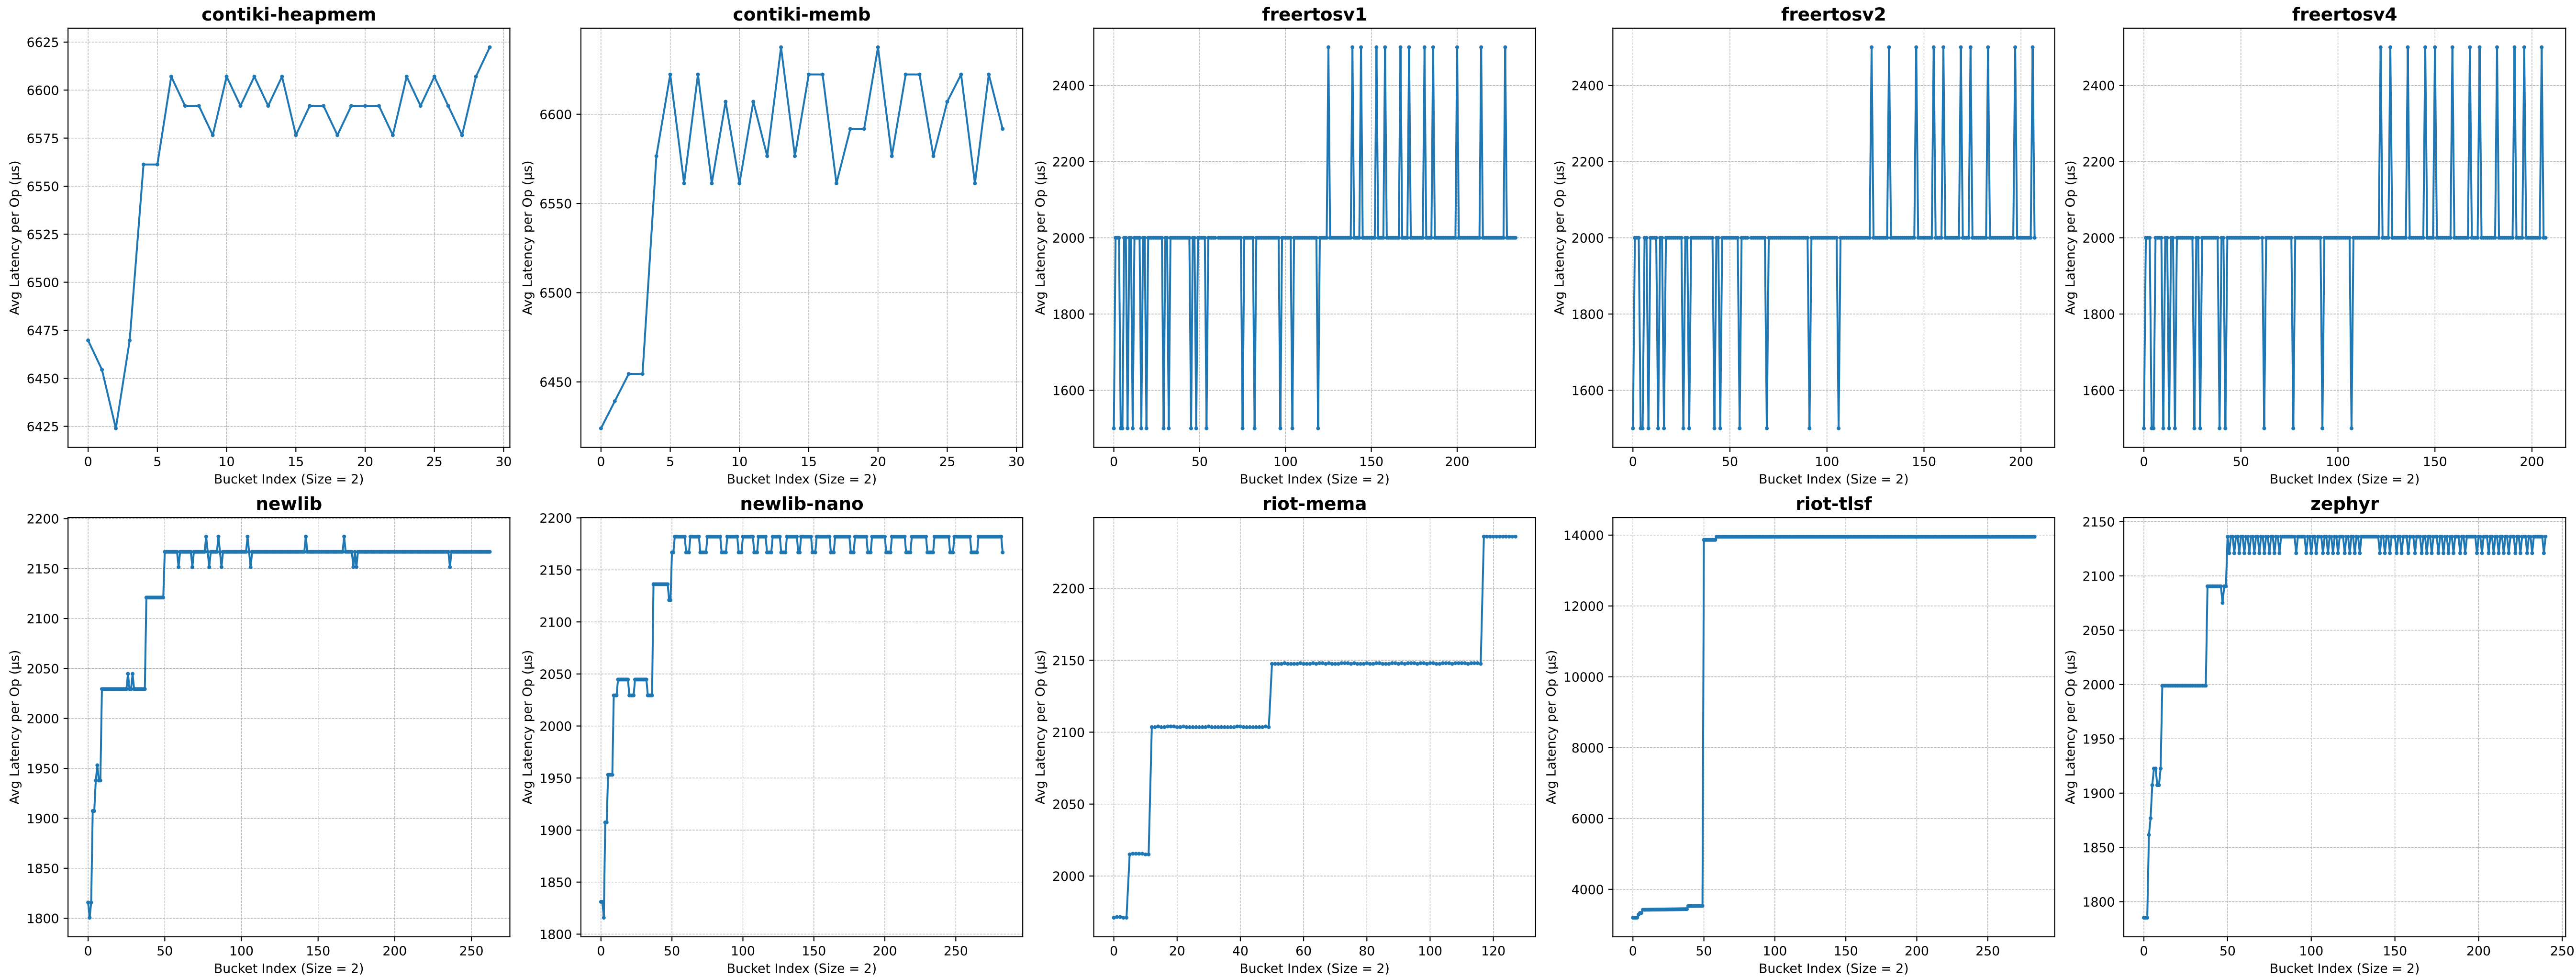 contiki-heapmem
Avg Latency per Op (µs)
6625
6600
6575
6550
6525
6500
6475
6450
6425
0 5 10 15 20 25 30
Bucket Index (Size = 2)
contiki-memb
Avg Latency per Op (µs)
6600
6550
6500
6450
0 5 10 15 20 25 30
Bucket Index (Size = 2)
freertosv1
Avg Latency per Op (µs)
2400
2200
2000
1800
1600
0 50 100 150 200
Bucket Index (Size = 2)
freertosv2
Avg Latency per Op (µs)
2400
2200
2000
1800
1600
0 50 100 150 200
Bucket Index (Size = 2)
freertosv4
Avg Latency per Op (µs)
2400
2200
2000
1800
1600
0 50 100 150 200
Bucket Index (Size = 2)
newlib
Avg Latency per Op (µs)
2200
2150
2100
2050
2000
1950
1900
1850
1800
0 50 100 150 200 250
Bucket Index (Size = 2)
newlib-nano
Avg Latency per Op (µs)
2200
2150
2100
2050
2000
1950
1900
1850
1800
0 50 100 150 200 250
Bucket Index (Size = 2)
riot-mema
Avg Latency per Op (µs)
2200
2150
2100
2050
2000
0 20 40 60 80 100 120
Bucket Index (Size = 2)
riot-tlsf
Avg Latency per Op (µs)
14000
12000
10000
8000
6000
4000
0 50 100 150 200 250
Bucket Index (Size = 2)
zephyr
Avg Latency per Op (µs)
2150
2100
2050
2000
1950
1900
1850
1800
0 50 100 150 200 250
Bucket Index (Size = 2)